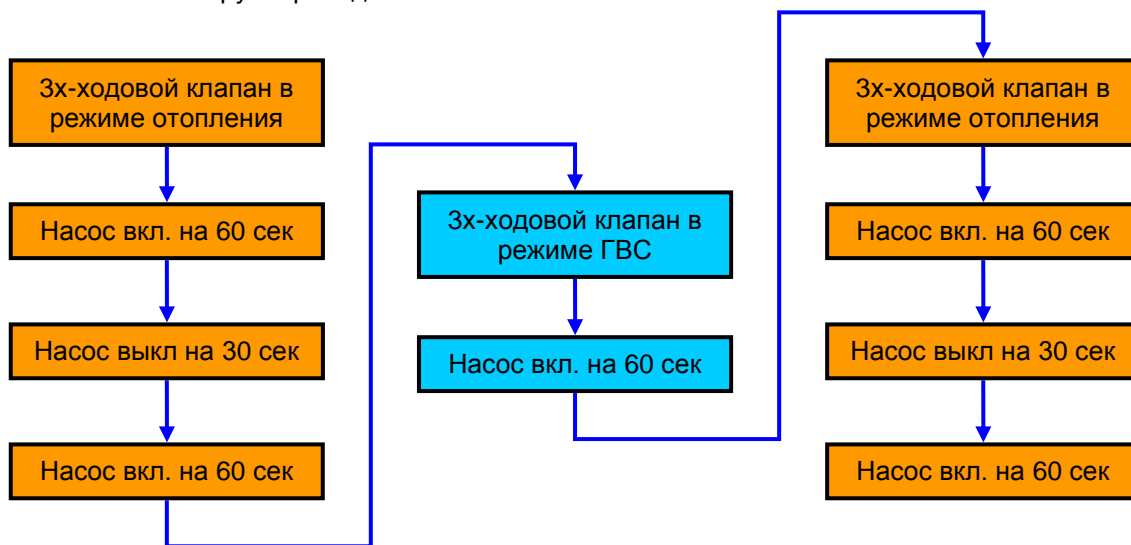 3х-ходовой клапан в
режиме отопления
Насос вкл. на 60 сек
Насос выкл на 30 сек
Насос вкл. на 60 сек
3х-ходовой клапан в
режиме ГВС
Насос вкл. на 60 сек
3х-ходовой клапан в
режиме отопления
Насос вкл. на 60 сек
Насос выкл на 30 сек
Насос вкл. на 60 сек